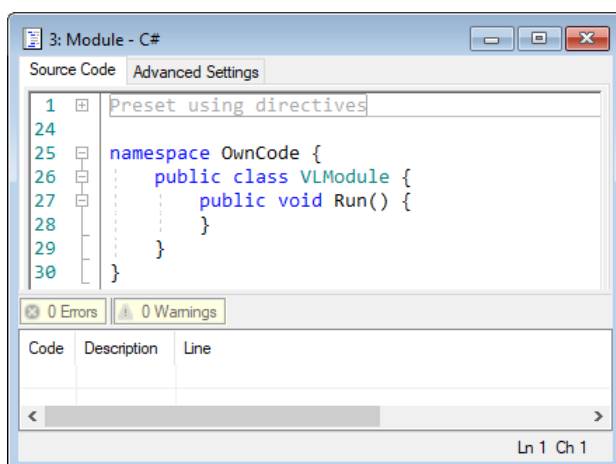 3: Module - C#
Source Code Advanced Settings
1 Preset using directives
24
25 namespace OwnCode {
26 public class VLModule {
27 public void Run() {
28 }
29 }
30 }
0 Errors 0 Warnings
Code Description Line
Ln 1 Ch 1